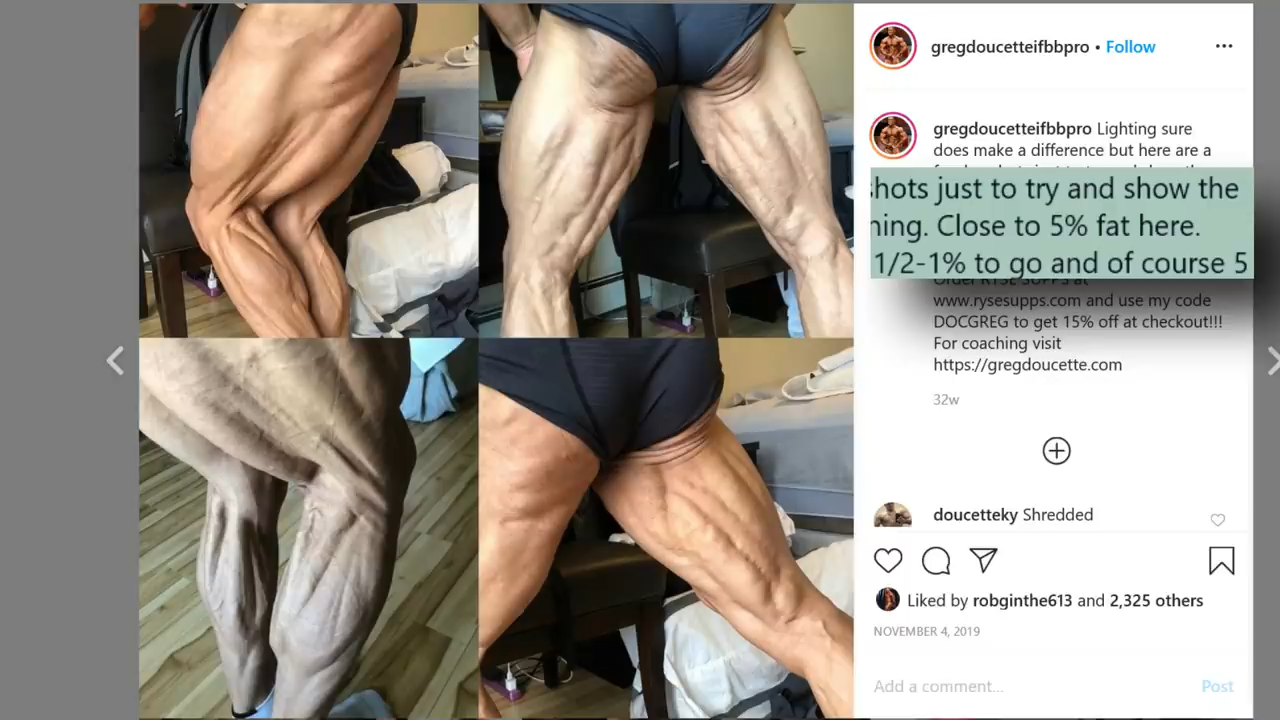 gregdoucetteifbbpro • Follow
gregdoucetteifbbpro Lighting sure
does make a difference but here are a
shots just to try and show the
ning. Close to 5% fat here.
1/2-1% to go and of course 5
www.rysesupps.com and use my code
DOCGREG to get 15% off at checkout!!!
For coaching visit
https://gregdoucette.com
32w
doucetteky Shredded
Liked by robginthe613 and 2,325 others
NOVEMBER 4, 2019
Add a comment...
Post